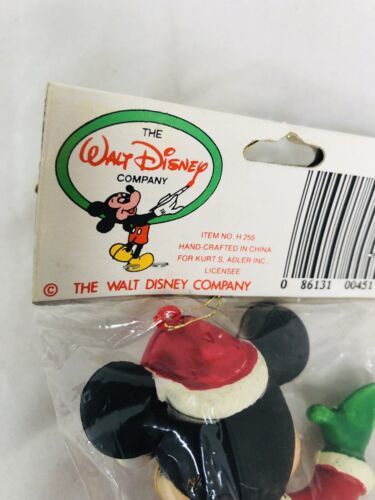 THE
WALT DISNEY
COMPANY
ITEM NO. H 255
HAND-CRAFTED IN CHINA
FOR KURT S. ADLER INC.,
LICENSEE
0 86131 00451
© THE WALT DISNEY COMPANY